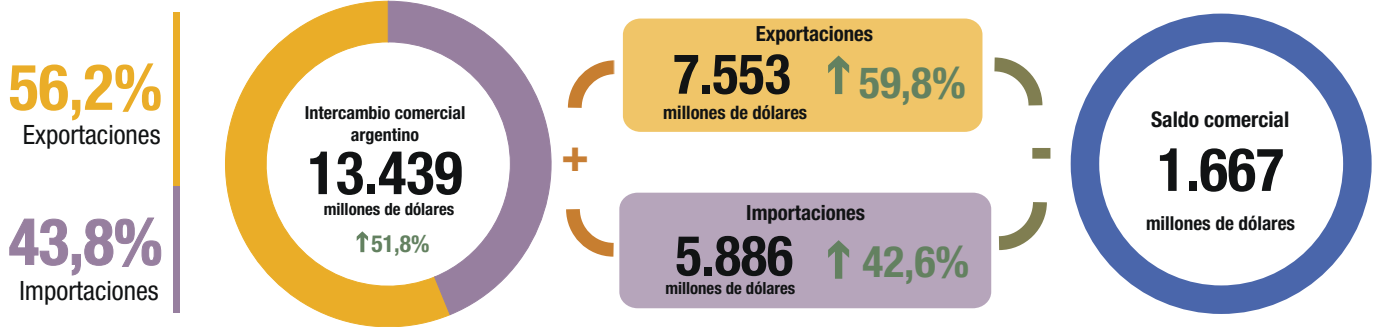 56,2%
Exportaciones
43,8%
Importaciones
Intercambio comercial
argentino
13.439
millones de dólares
↑51,8%
+
Exportaciones
7.553 ↑ 59,8%
millones de dólares
Importaciones
5.886 ↑ 42,6%
millones de dólares
-
Saldo comercial
1.667
millones de dólares